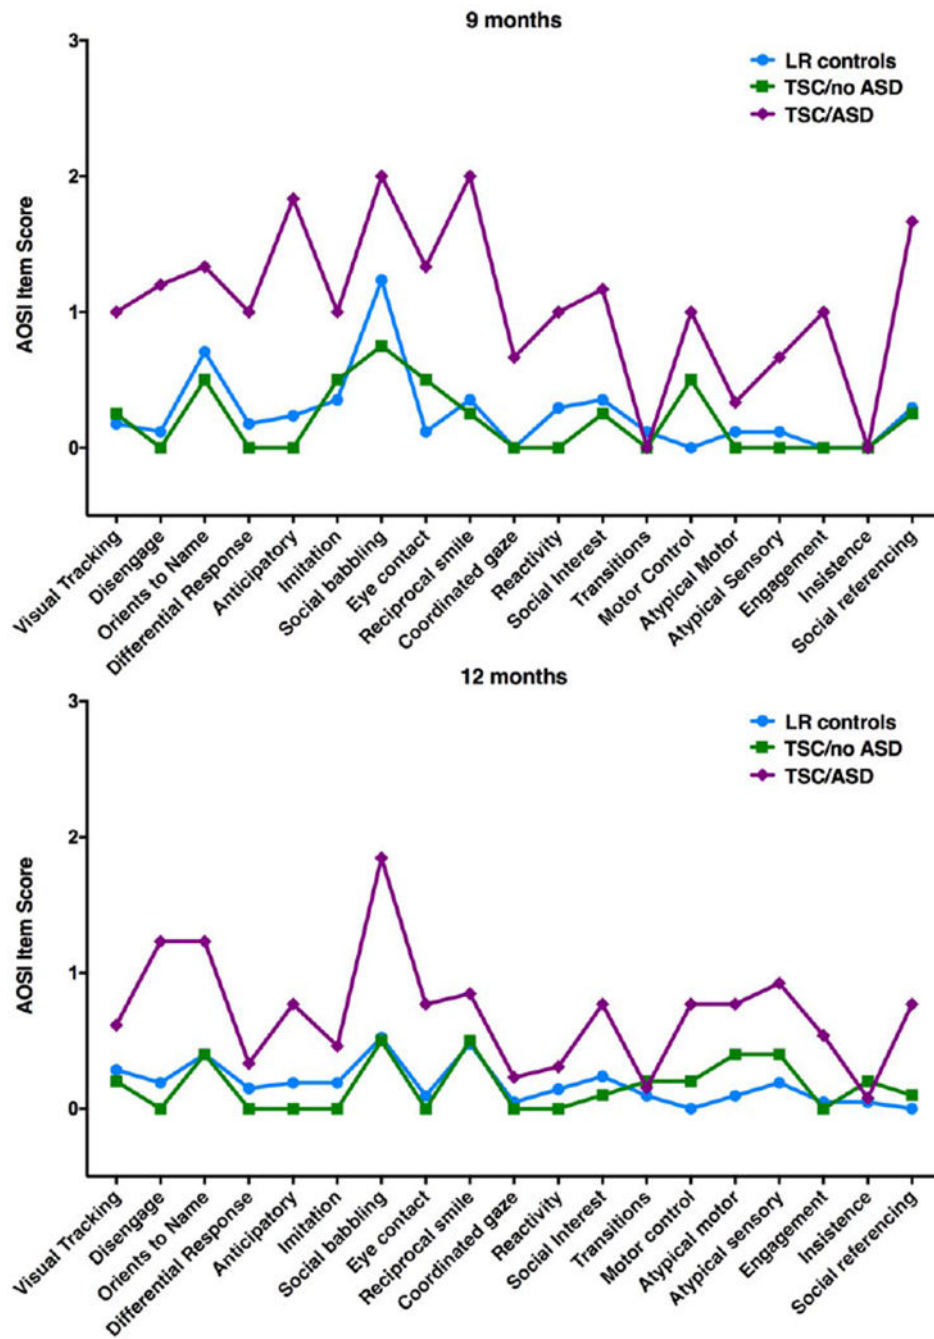 9 months
3
LR controls
TSC/no ASD
TSC/ASD
2
AOSI Item Score
1
0
Visual Tracking
Disengage
Orients to Name
Differential Response
Anticipatory
Imitation
Social babbling
Eye contact
Reciprocal smile
Coordinated gaze
Reactivity
Social Interest
Transitions
Motor Control
Atypical Motor
Atypical Sensory
Engagement
Insistence
Social referencing
12 months
3
LR controls
TSC/no ASD
TSC/ASD
2
AOSI Item Score
1
0
Visual Tracking
Disengage
Orients to Name
Differential Response
Anticipatory
Imitation
Social babbling
Eye contact
Reciprocal smile
Coordinated gaze
Reactivity
Social Interest
Transitions
Motor control
Atypical motor
Atypical sensory
Engagement
Insistence
Social referencing